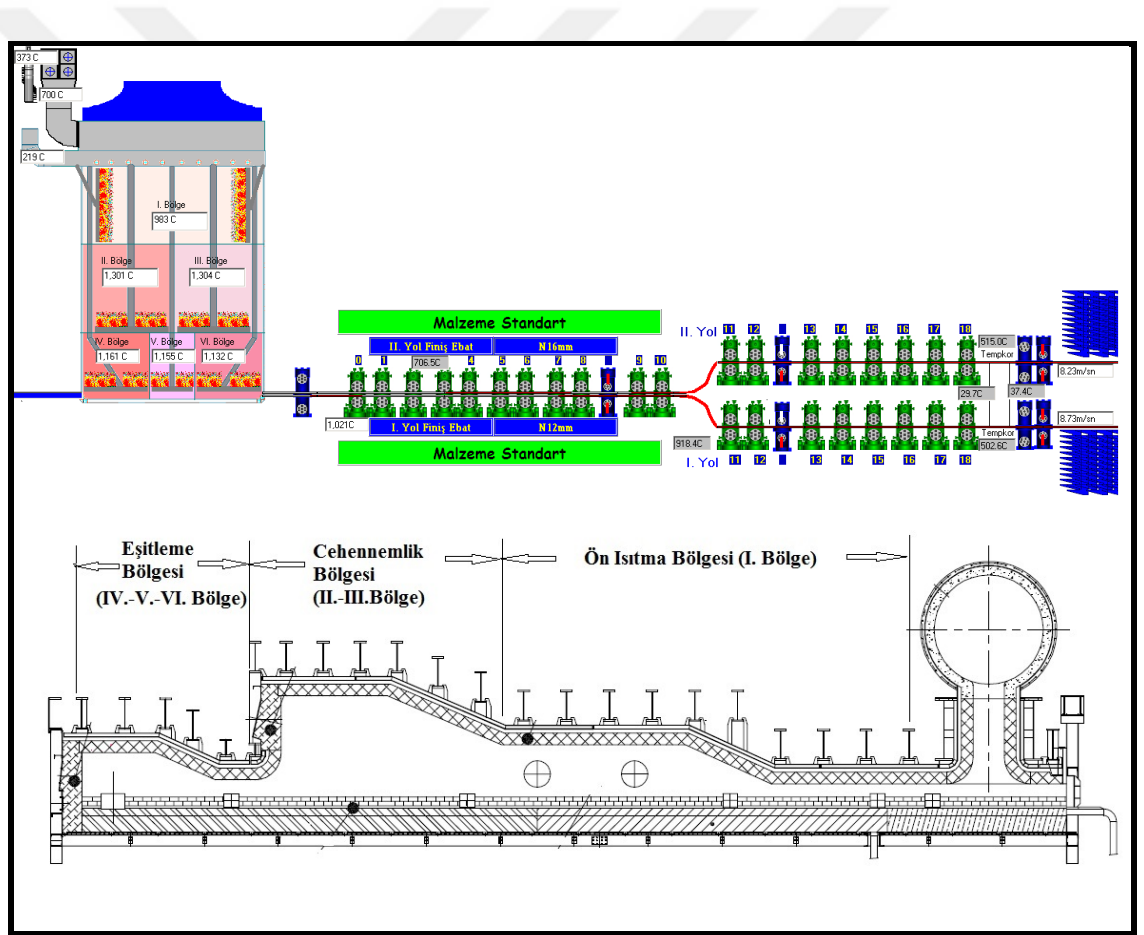 373 C
700 C
219 C
I. Bölge
983 C
II. Bölge
III. Bölge
1,301 C
1,304 C
IV. Bölge
V. Bölge
VI. Bölge
1,161 C
1,155 C
1,132 C
Malzeme Standart
II. Yol Finiş Ebat
N16mm
706.5C
0 1 4 5 6 7 8 9 10
1,021C
I. Yol Finiş Ebat
N12mm
Malzeme Standart
II. Yol
11 12 13 14 15 16 17 18
515.0C
Tempkor
8.23m/sn
29.7C
37.4C
8.73m/sn
918.4C
Tempkor
502.6C
I. Yol
11 12 13 14 15 16 17 18
Eşitleme
Bölgesi
(IV.-V.-VI. Bölge)
Cehennemlik
Bölgesi
(II.-III.Bölge)
Ön Isıtma Bölgesi (I. Bölge)